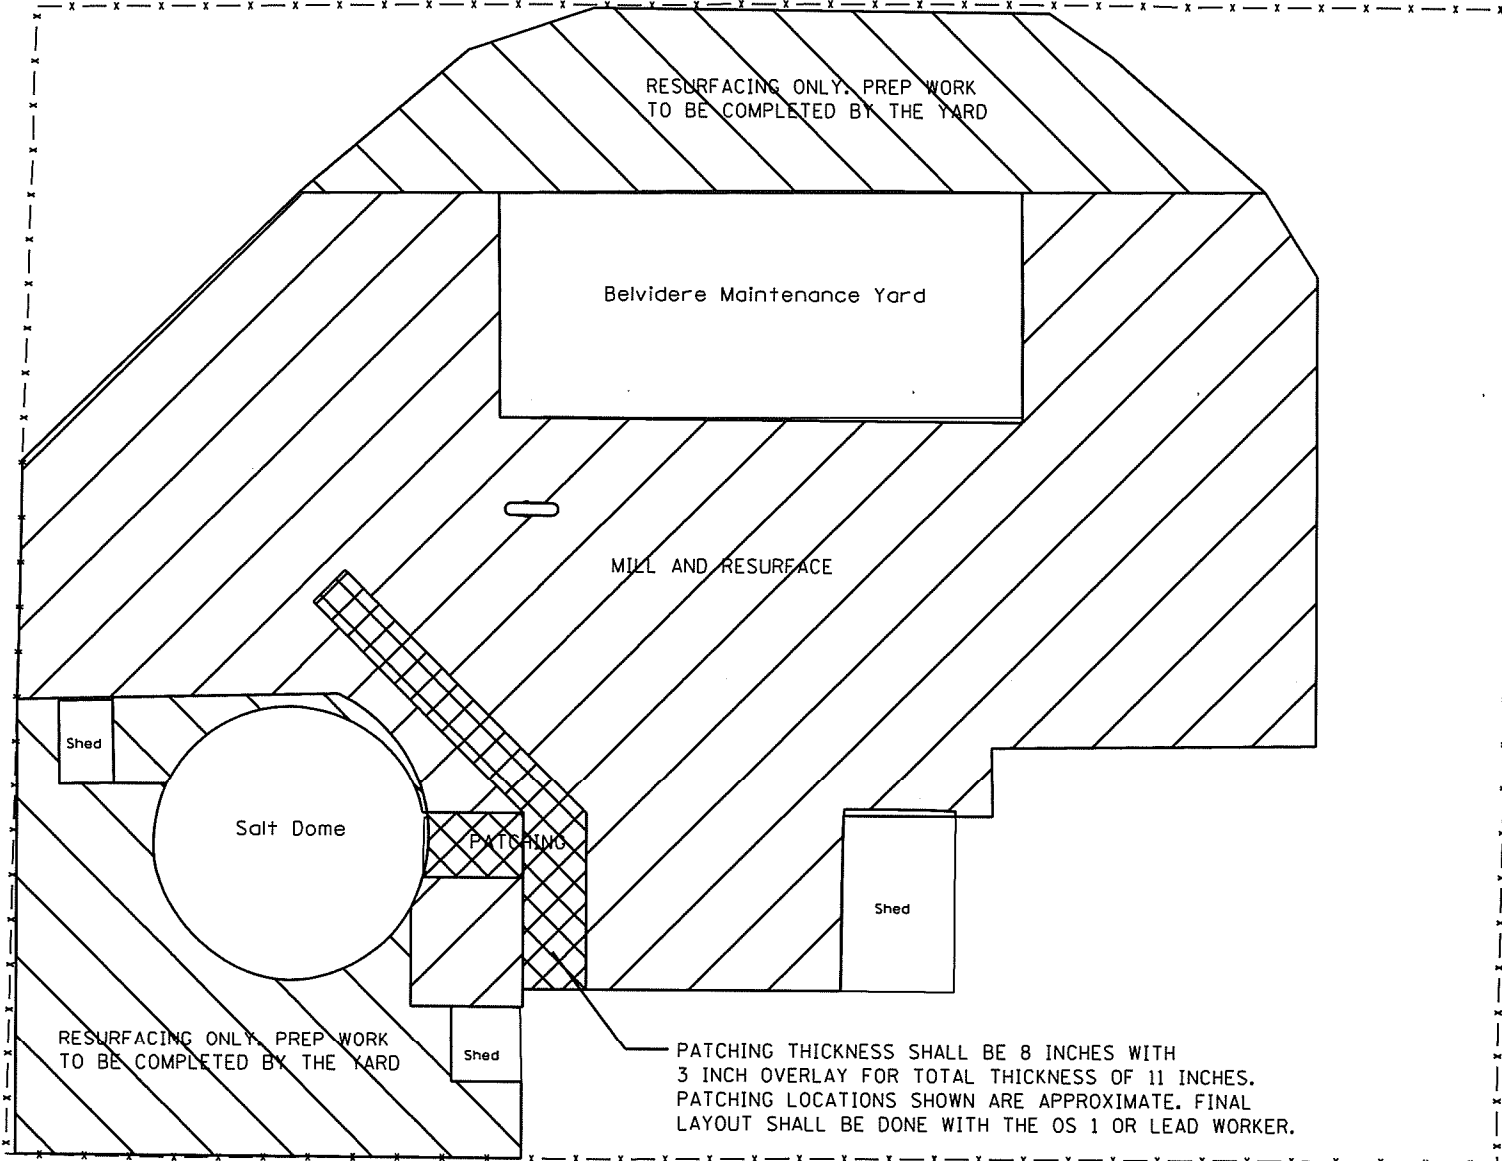 RESURFACING ONLY. PREP WORK
TO BE COMPLETED BY THE YARD
Belvidere Maintenance Yard
MILL AND RESURFACE
Shed
Salt Dome
PATCHING
Shed
RESURFACING ONLY. PREP WORK
TO BE COMPLETED BY THE YARD
Shed
PATCHING THICKNESS SHALL BE 8 INCHES WITH
3 INCH OVERLAY FOR TOTAL THICKNESS OF 11 INCHES.
PATCHING LOCATIONS SHOWN ARE APPROXIMATE. FINAL
LAYOUT SHALL BE DONE WITH THE OS 1 OR LEAD WORKER.